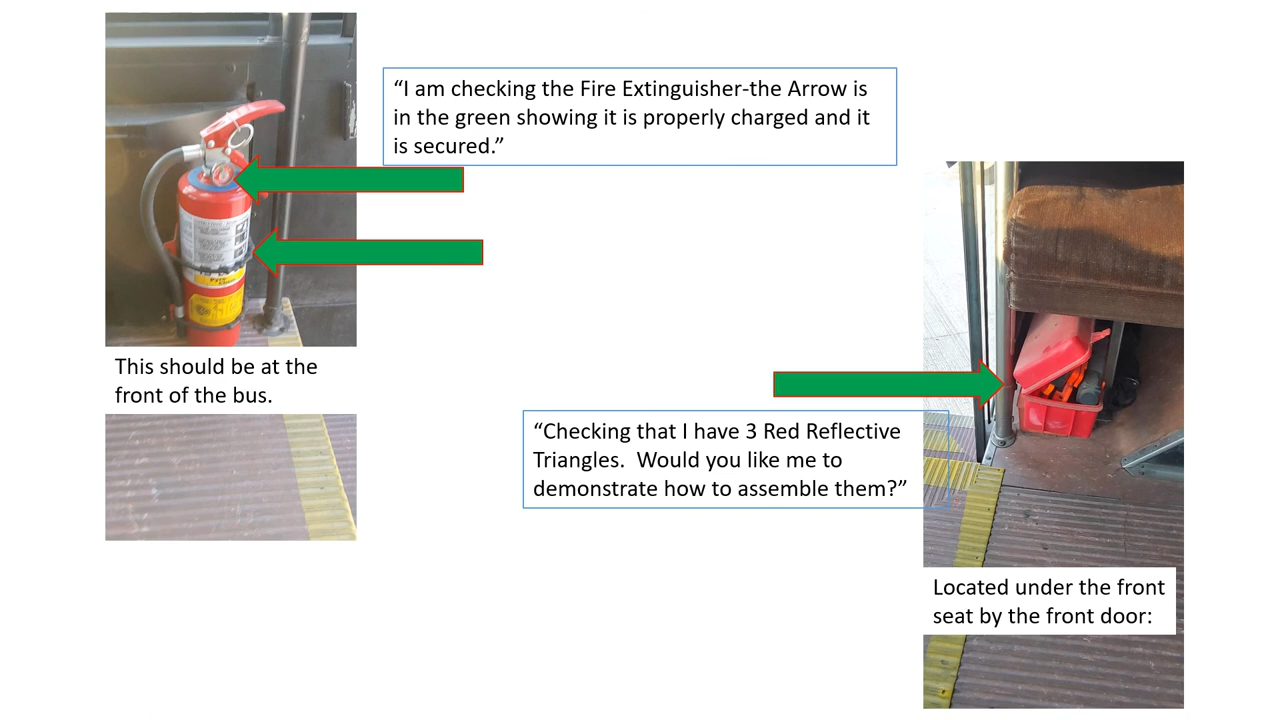 “I am checking the Fire Extinguisher-the Arrow is
in the green showing it is properly charged and it
is secured.”
This should be at the
front of the bus.
“Checking that I have 3 Red Reflective
Triangles.  Would you like me to
demonstrate how to assemble them?”
Located under the front
seat by the front door: